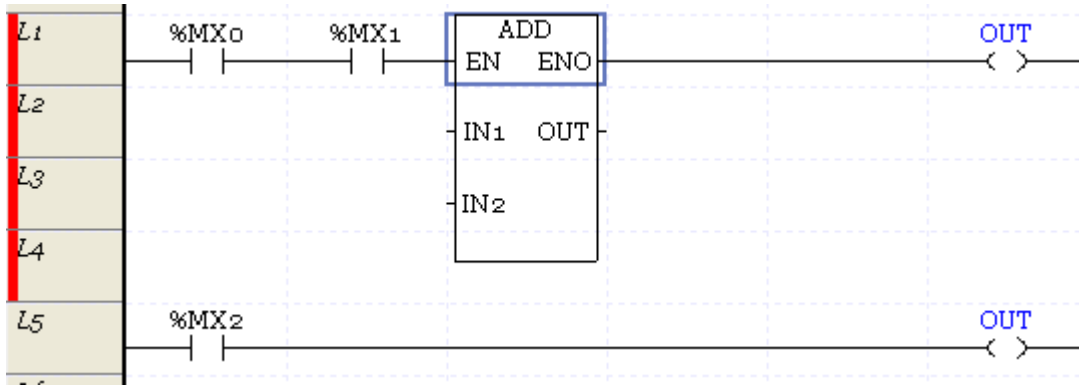 L1 %MX0 %MX1 ADD OUT
EN ENO
L2 IN1 OUT
L3 IN2
L4
L5 %MX2 OUT